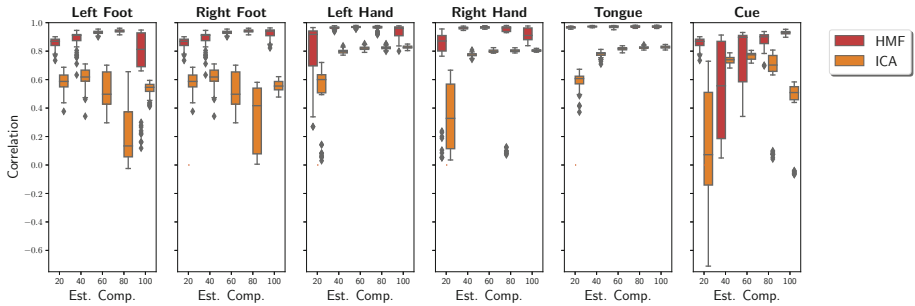 Left Foot Right Foot Left Hand Right Hand Tongue Cue
HMF
ICA
Correlation
1.0
0.8
0.6
0.4
0.2
0.0
−0.2
−0.4
−0.6
20 40 60 80 100 20 40 60 80 100 20 40 60 80 100 20 40 60 80 100 20 40 60 80 100 20 40 60 80 100
Est. Comp. Est. Comp. Est. Comp. Est. Comp. Est. Comp. Est. Comp.